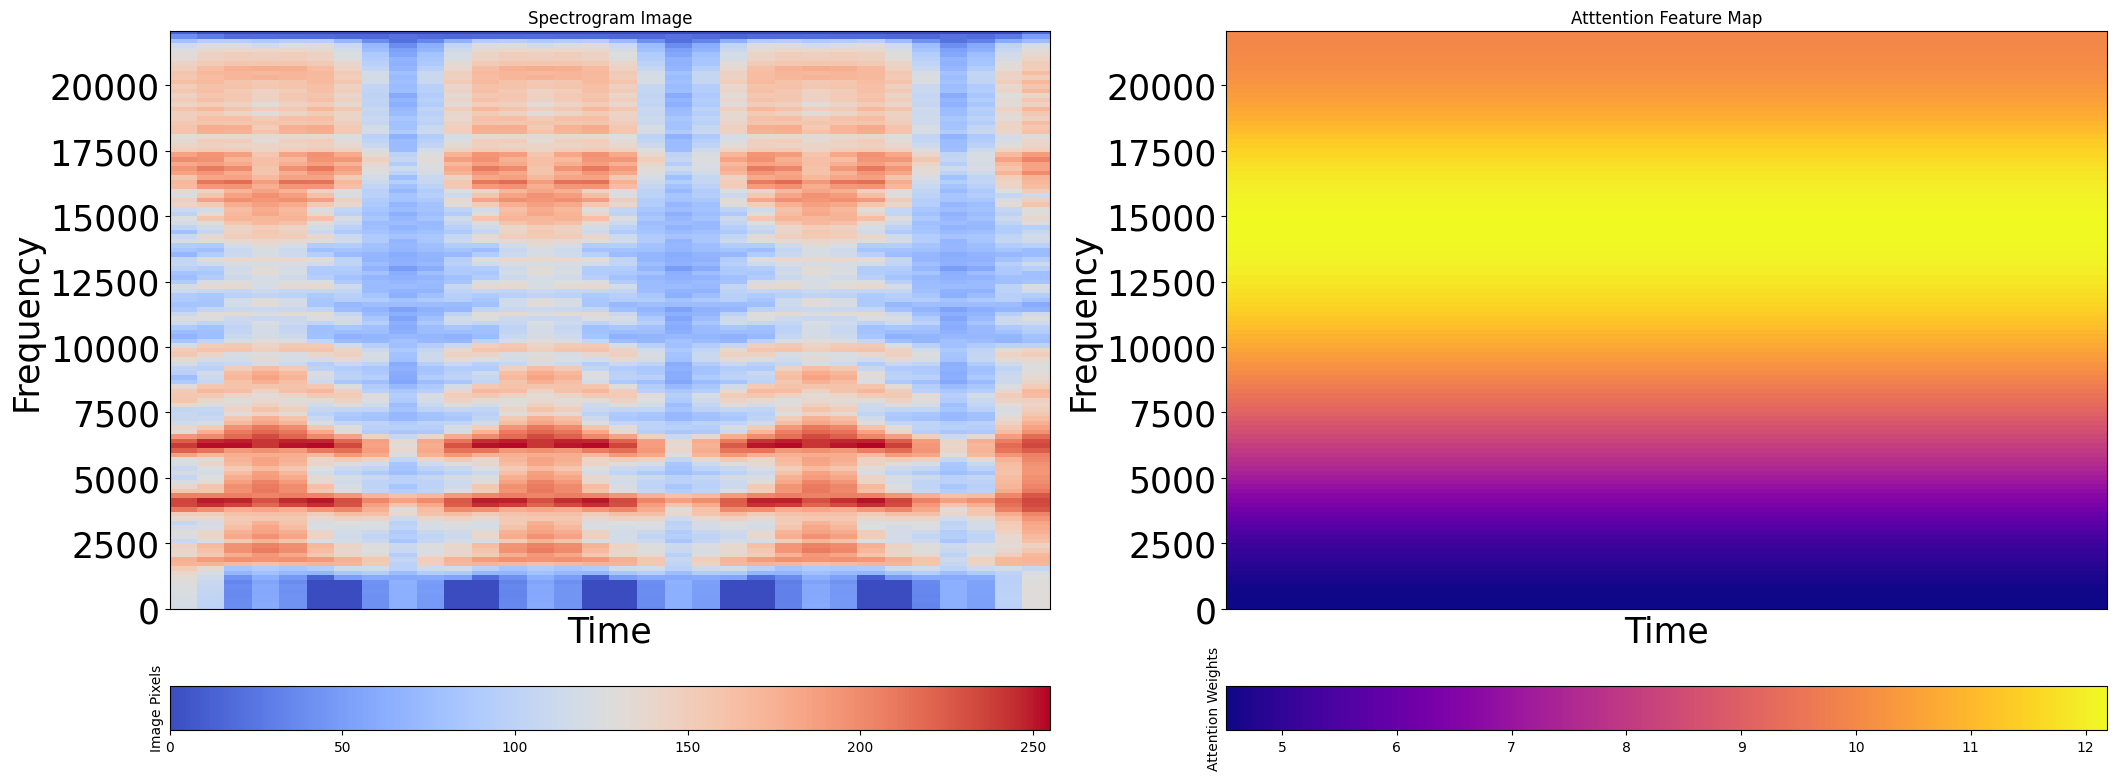 Spectrogram Image
Frequency
20000
17500
15000
12500
10000
7500
5000
2500
0
Time
Image Pixels
0 50 100 150 200 250
Atttention Feature Map
Frequency
20000
17500
15000
12500
10000
7500
5000
2500
0
Time
Attention Weights
5 6 7 8 9 10 11 12